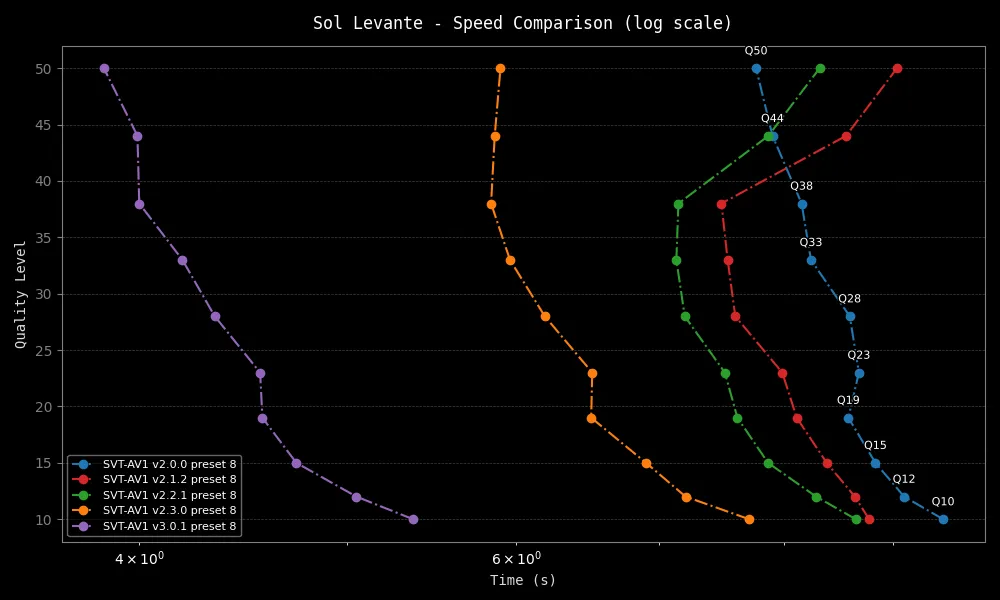 Sol Levante - Speed Comparison (log scale)
Quality Level
50
45
40
35
30
25
20
15
10
Q50
Q44
Q38
Q33
Q28
Q23
Q19
Q15
Q12
Q10
SVT-AV1 v2.0.0 preset 8
SVT-AV1 v2.1.2 preset 8
SVT-AV1 v2.2.1 preset 8
SVT-AV1 v2.3.0 preset 8
SVT-AV1 v3.0.1 preset 8
4 × 10⁰
6 × 10⁰
Time (s)